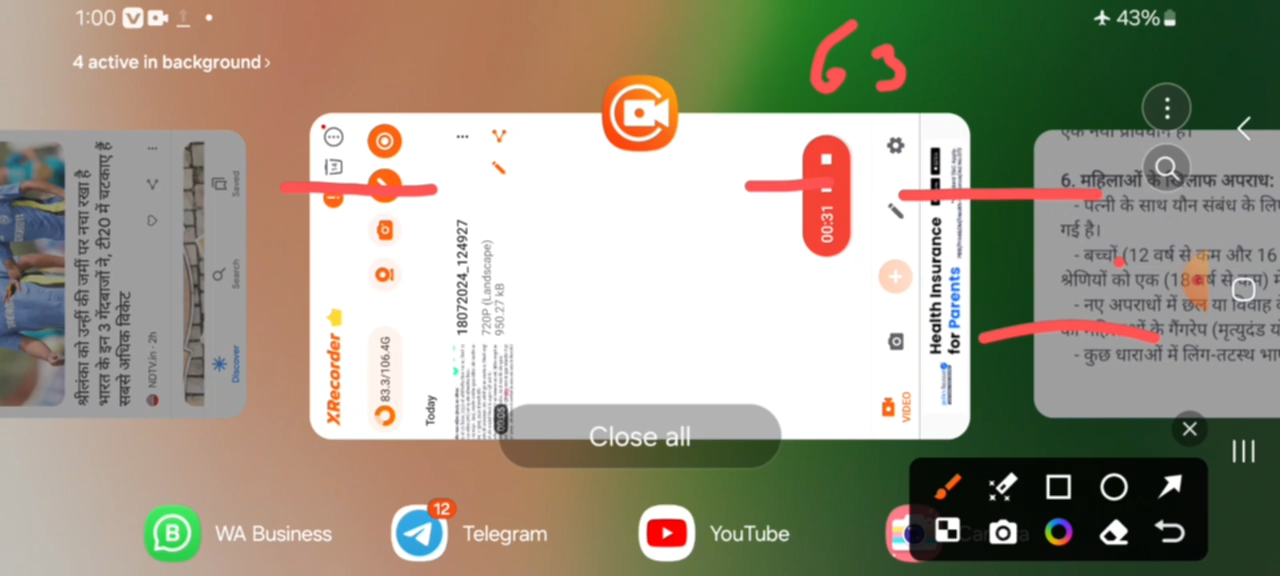 1:00
43%
4 active in background >
63
श्रीलंका को उन्हीं की जमीं पर नचा रखा है
भारत के इन 3 गेंदबाजों ने, टी20 में चटकाए हैं
सबसे अधिक विकेट
NDTV.in · 2h
Discover
Search
Saved
XRecorder
83.3/106.4G
Today
18072024_124927
720P (Landscape)
950.27 kB
00:05
00:31
VIDEO
Health Insurance
for Parents
एक नया प्रावधान है।
6. महिलाओं के खिलाफ अपराध:
- पत्नी के साथ यौन संबंध के लि
गई है।
- बच्चों (12 वर्ष से कम और 16
श्रेणियों को एक (18 वर्ष से कम) में
- नए अपराधों में छल या विवाह
के गैंगरेप (मृत्युदंड
- कुछ धाराओं में लिंग-तटस्थ
Close all
WA Business
12
Telegram
YouTube